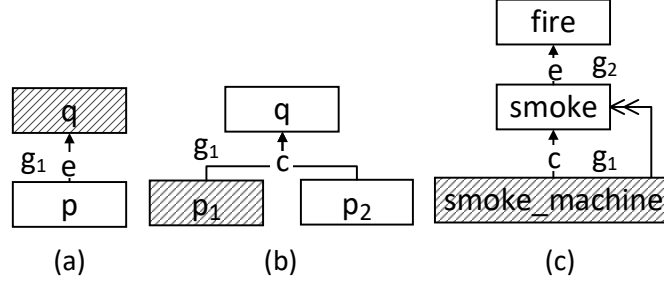 q
g₁ e
p
(a)
q
g₁
c
p₁
p₂
(b)
fire
e g₂
smoke
c g₁
smoke_machine
(c)